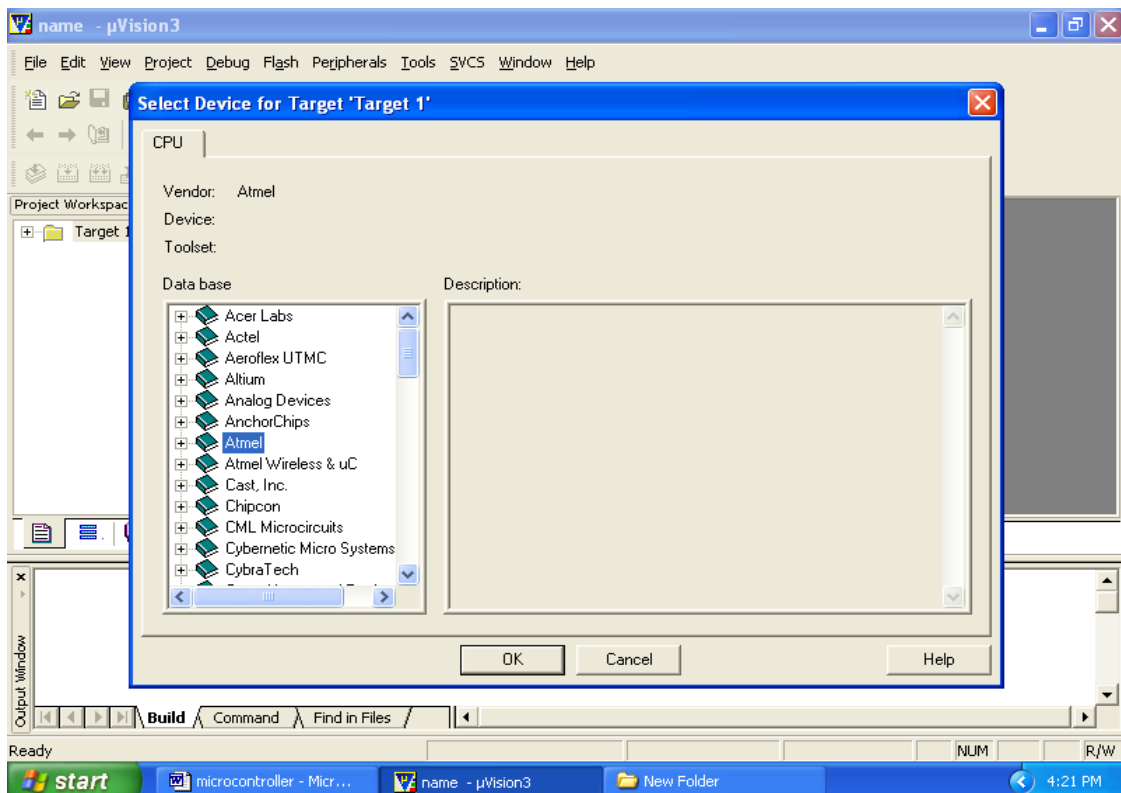 name - µVision3
File Edit View Project Debug Flash Peripherals Tools SVCS Window Help
Select Device for Target 'Target 1'
CPU
Vendor: Atmel
Device:
Toolset:
Project Workspac
Target 1
Data base
Description:
Acer Labs
Actel
Aeroflex UTMC
Altium
Analog Devices
AnchorChips
Atmel
Atmel Wireless & uC
Cast, Inc.
Chipcon
CML Microcircuits
Cybernetic Micro Systems
CybraTech
OK Cancel Help
Output Window
Build Command Find in Files
Ready NUM R/W
start microcontroller - Micr... name - µVision3 New Folder 4:21 PM